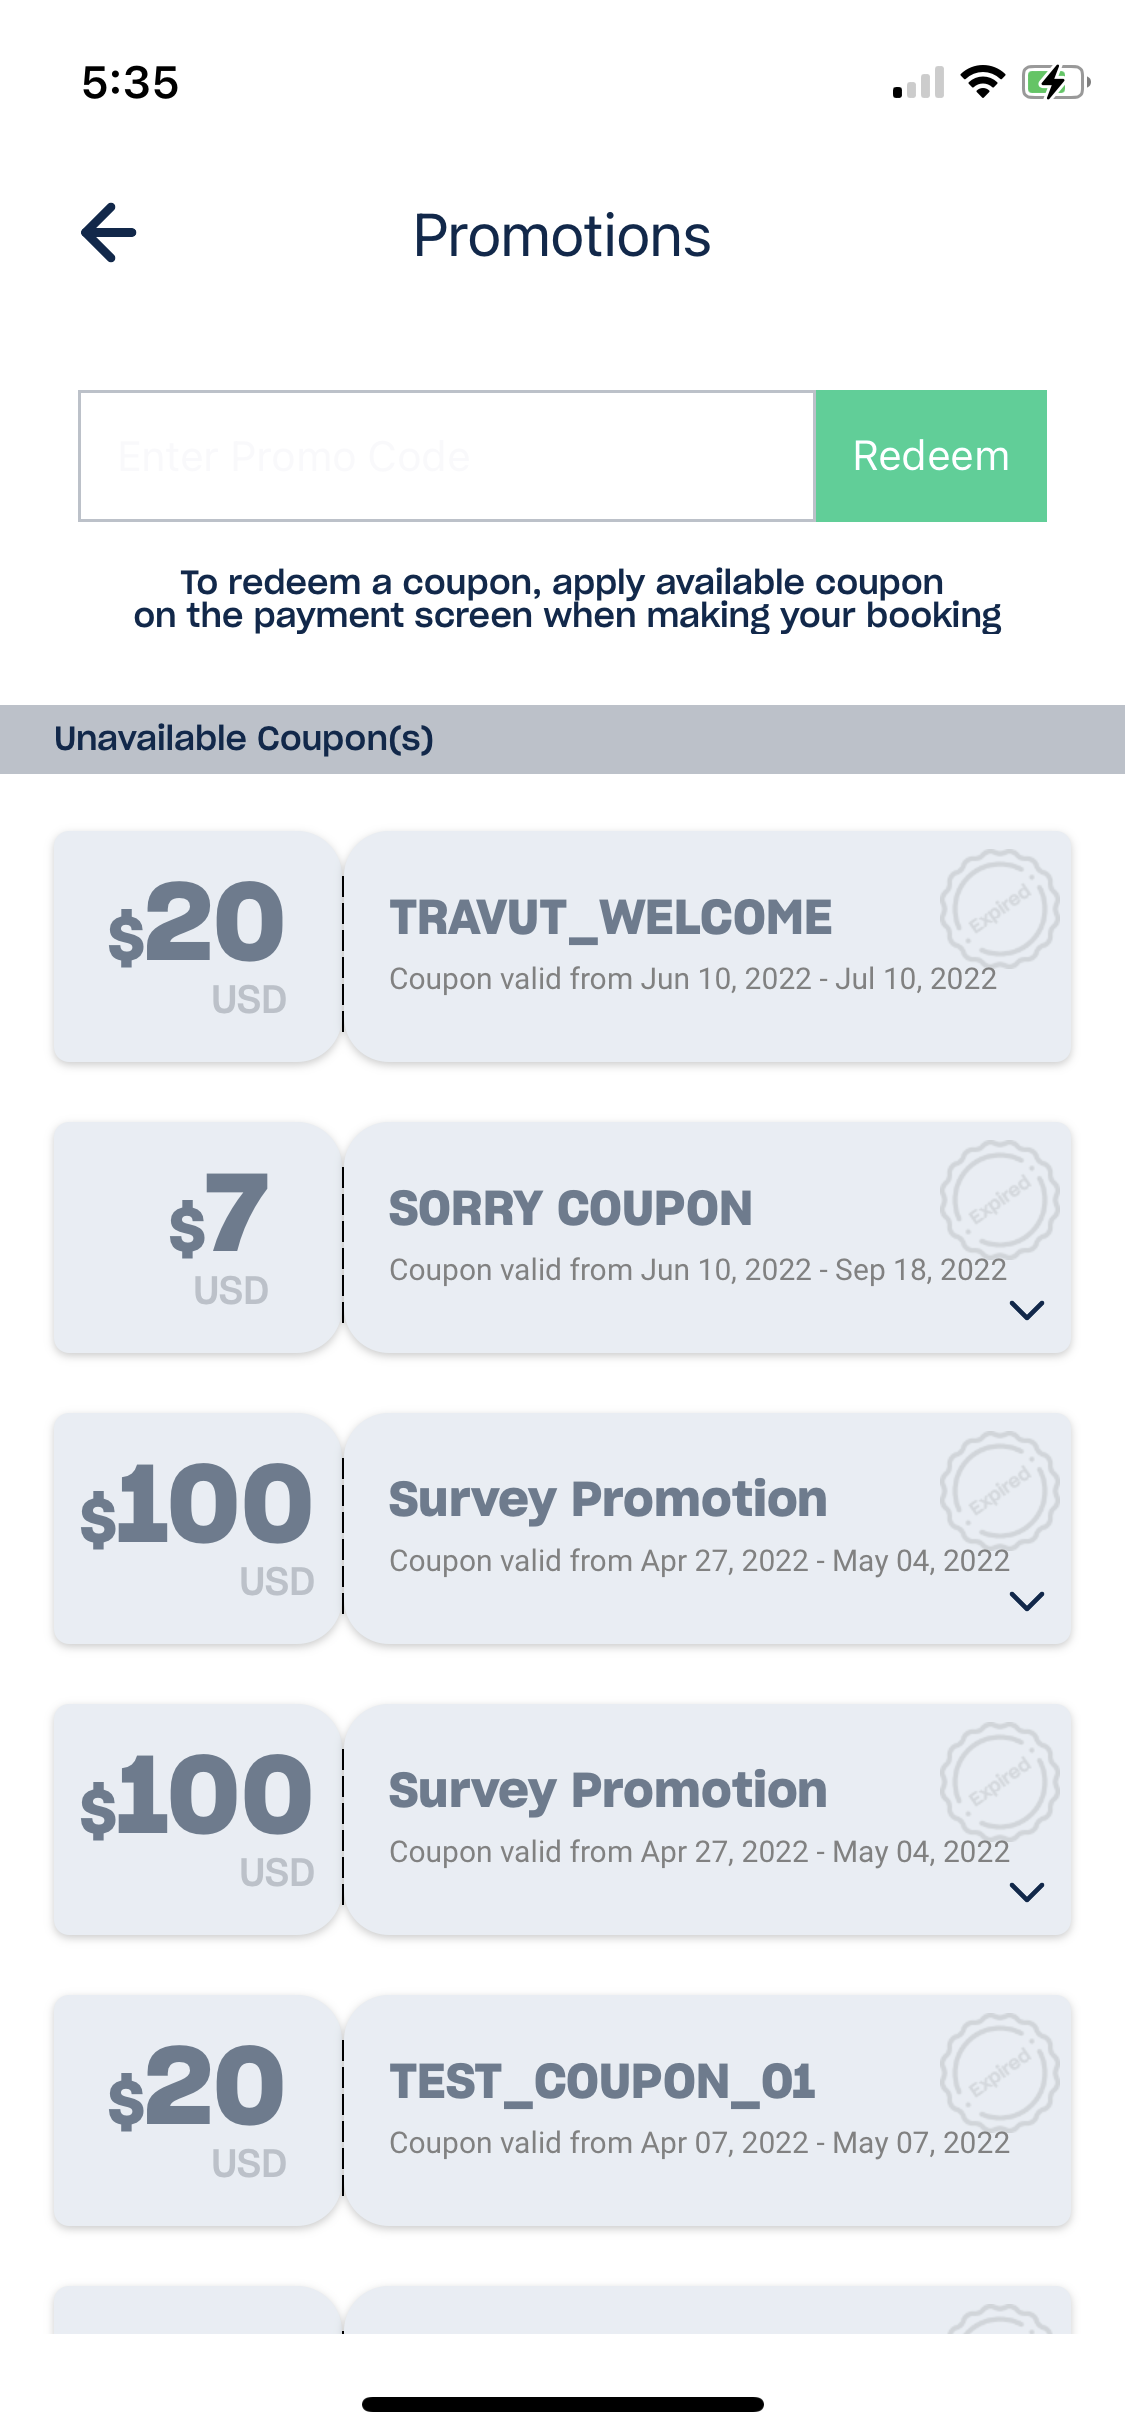 5:35
Promotions
Enter Promo Code
Redeem
To redeem a coupon, apply available coupon
on the payment screen when making your booking
Unavailable Coupon(s)
$20
USD
TRAVUT_WELCOME
Coupon valid from Jun 10, 2022 - Jul 10, 2022
Expired
$7
USD
SORRY COUPON
Coupon valid from Jun 10, 2022 - Sep 18, 2022
Expired
$100
USD
Survey Promotion
Coupon valid from Apr 27, 2022 - May 04, 2022
Expired
$100
USD
Survey Promotion
Coupon valid from Apr 27, 2022 - May 04, 2022
Expired
$20
USD
TEST_COUPON_01
Coupon valid from Apr 07, 2022 - May 07, 2022
Expired